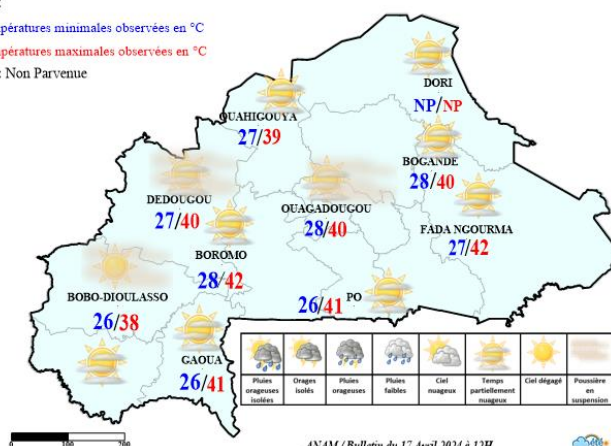 pératures minimales observées en °C
pératures maximales observées en °C
: Non Parvenue
DORI
NP/NP
OUAHIGOUYA
27/39
BOGANDE
28/40
DEDOUGOU
27/40
OUAGADOUGOU
28/40
FADA NGOURMA
27/42
BOROMO
28/42
BOBO-DIOULASSO
26/38
26/41 PO
GAOUA
26/41
Pluies orageuses isolées
Orages isolés
Pluies orageuses
Pluies faibles
Ciel nuageux
Temps partiellement nuageux
Ciel dégagé
Poussière en suspension
100 200
ANAM / Bulletin du 17 Avril 2024 à 12H